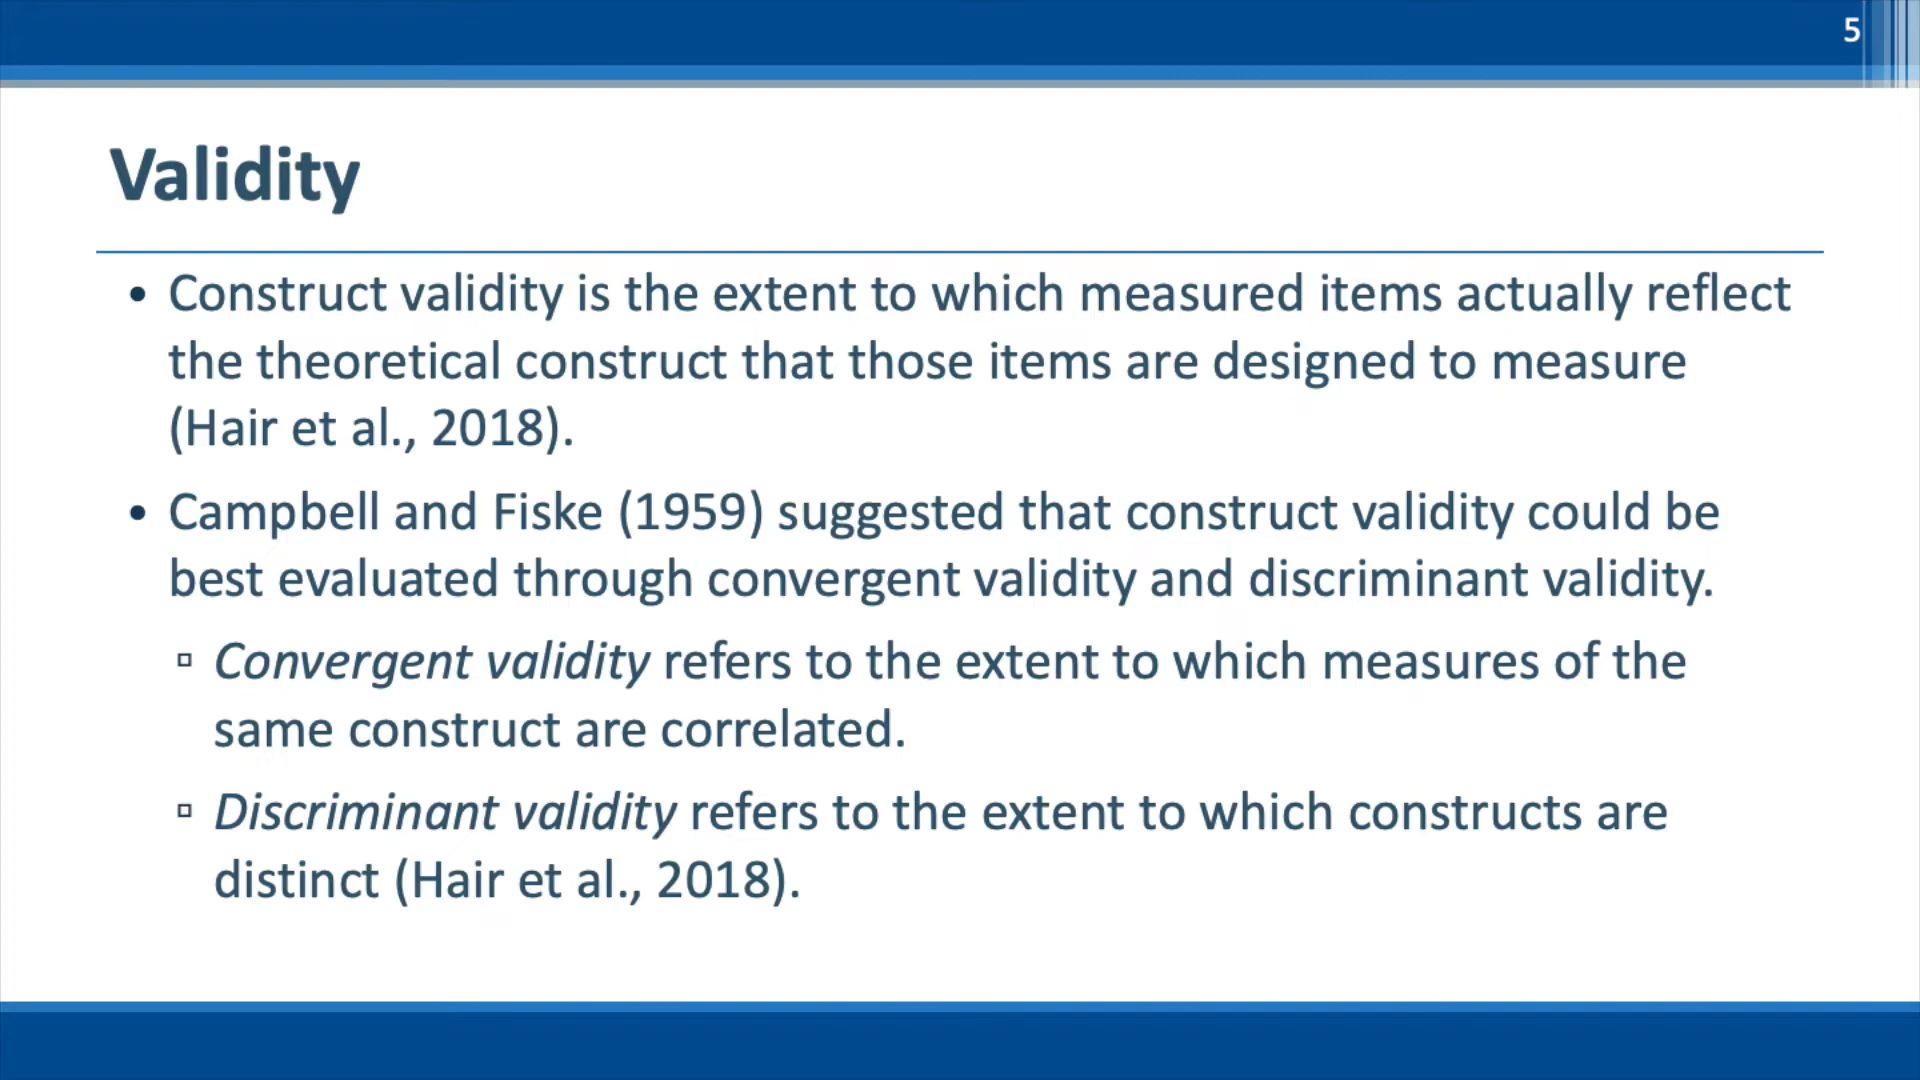 5
Validity
• Construct validity is the extent to which measured items actually reflect
the theoretical construct that those items are designed to measure
(Hair et al., 2018).
• Campbell and Fiske (1959) suggested that construct validity could be
best evaluated through convergent validity and discriminant validity.
▫ Convergent validity refers to the extent to which measures of the
same construct are correlated.
▫ Discriminant validity refers to the extent to which constructs are
distinct (Hair et al., 2018).